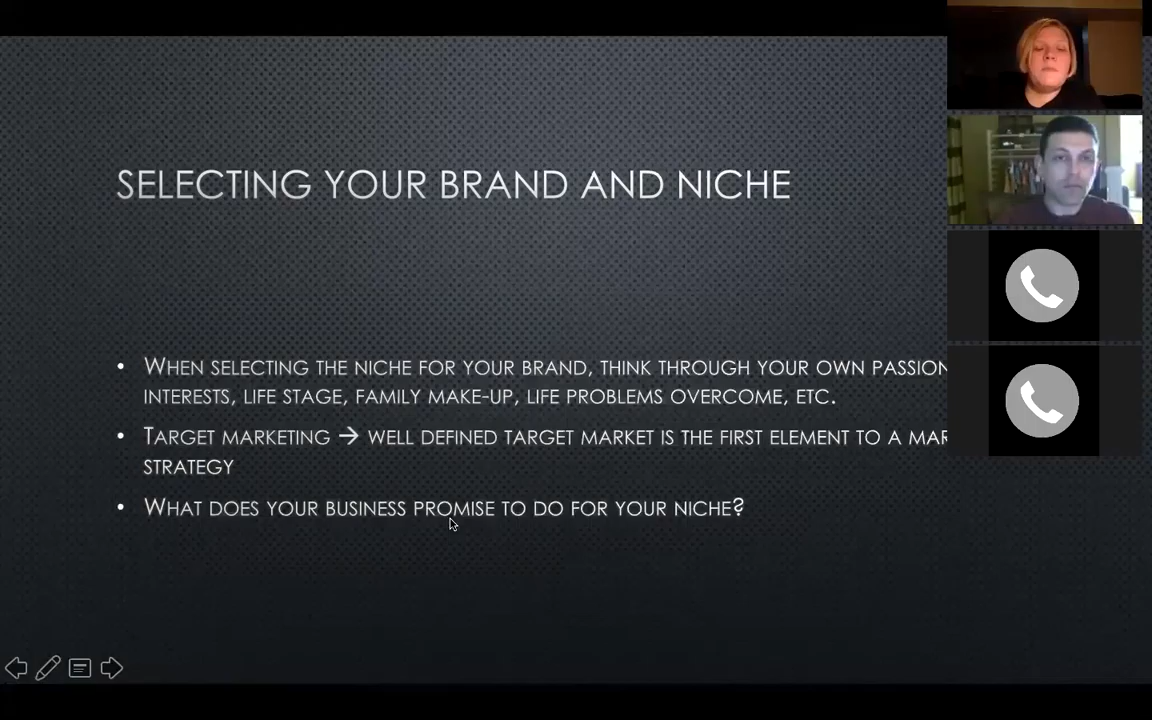 SELECTING YOUR BRAND AND NICHE
• WHEN SELECTING THE NICHE FOR YOUR BRAND, THINK THROUGH YOUR OWN PASSION
INTERESTS, LIFE STAGE, FAMILY MAKE-UP, LIFE PROBLEMS OVERCOME, ETC.
• TARGET MARKETING → WELL DEFINED TARGET MARKET IS THE FIRST ELEMENT TO A MAR
STRATEGY
• WHAT DOES YOUR BUSINESS PROMISE TO DO FOR YOUR NICHE?